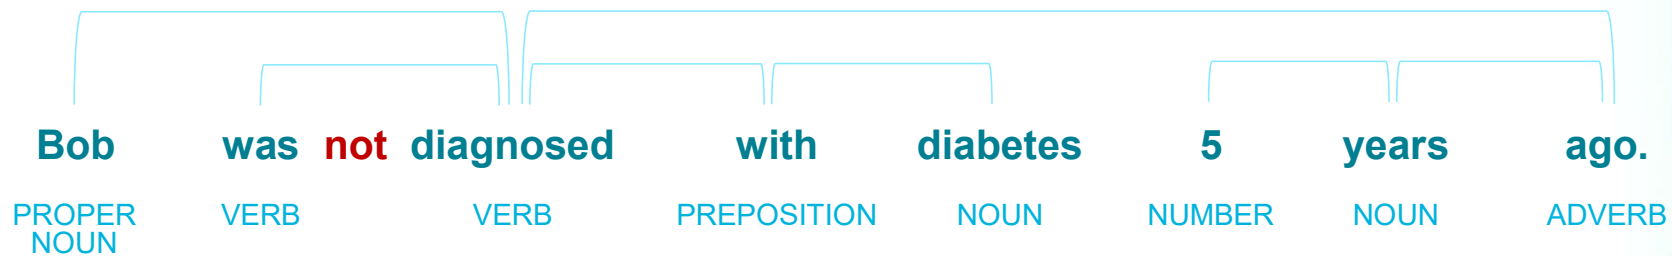 Bob was not diagnosed with diabetes 5 years ago.
PROPER NOUN VERB VERB PREPOSITION NOUN NUMBER NOUN ADVERB